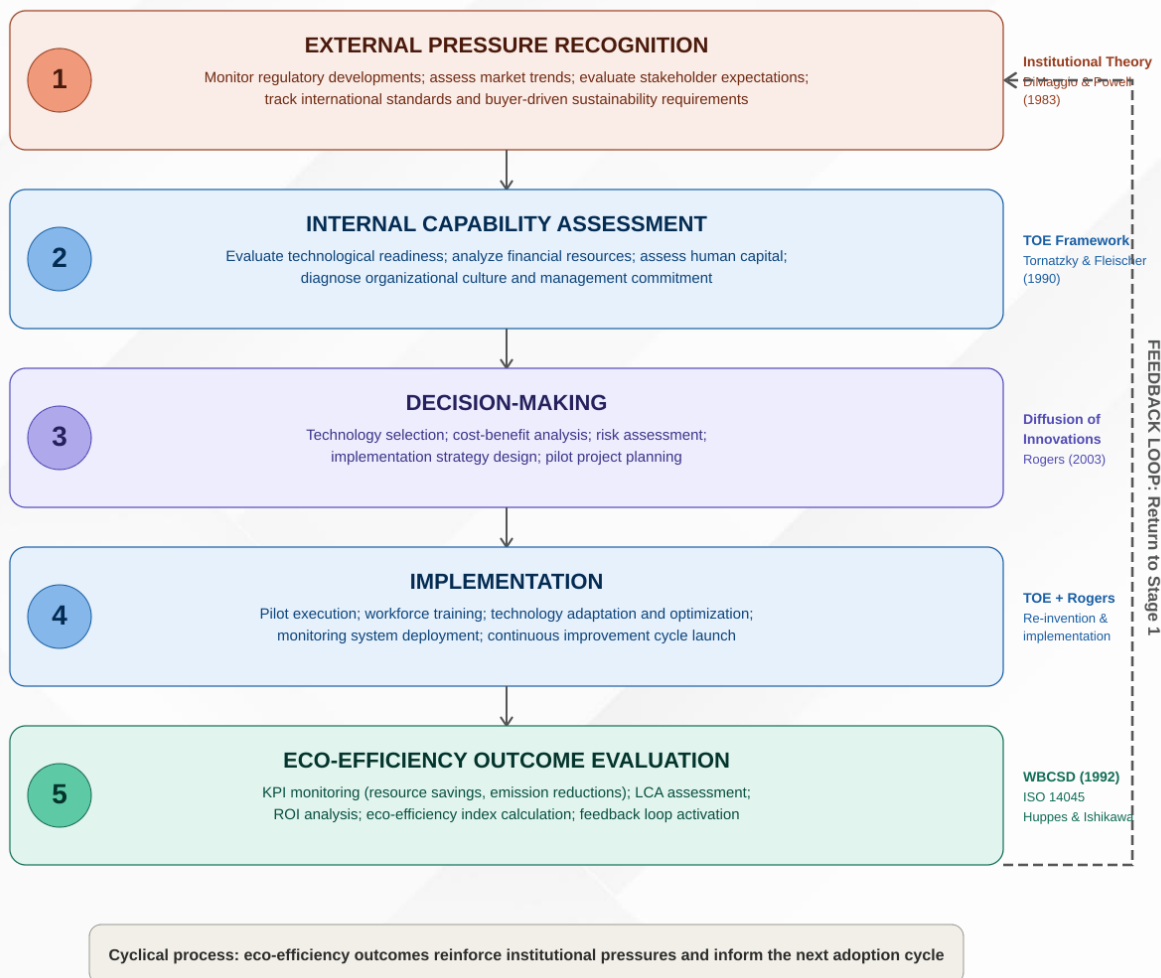 EXTERNAL PRESSURE RECOGNITION
1
Monitor regulatory developments; assess market trends; evaluate stakeholder expectations;
track international standards and buyer-driven sustainability requirements
Institutional Theory
DiMaggio & Powell
(1983)
INTERNAL CAPABILITY ASSESSMENT
2
Evaluate technological readiness; analyze financial resources; assess human capital;
diagnose organizational culture and management commitment
TOE Framework
Tornatzky & Fleischer
(1990)
DECISION-MAKING
3
Technology selection; cost-benefit analysis; risk assessment;
implementation strategy design; pilot project planning
Diffusion of
Innovations
Rogers (2003)
IMPLEMENTATION
4
Pilot execution; workforce training; technology adaptation and optimization;
monitoring system deployment; continuous improvement cycle launch
TOE + Rogers
Re-invention &
implementation
ECO-EFFICIENCY OUTCOME EVALUATION
5
KPI monitoring (resource savings, emission reductions); LCA assessment;
ROI analysis; eco-efficiency index calculation; feedback loop activation
WBCSD (1992)
ISO 14045
Huppes & Ishikawa
FEEDBACK LOOP: Return to Stage 1
Cyclical process: eco-efficiency outcomes reinforce institutional pressures and inform the next adoption cycle